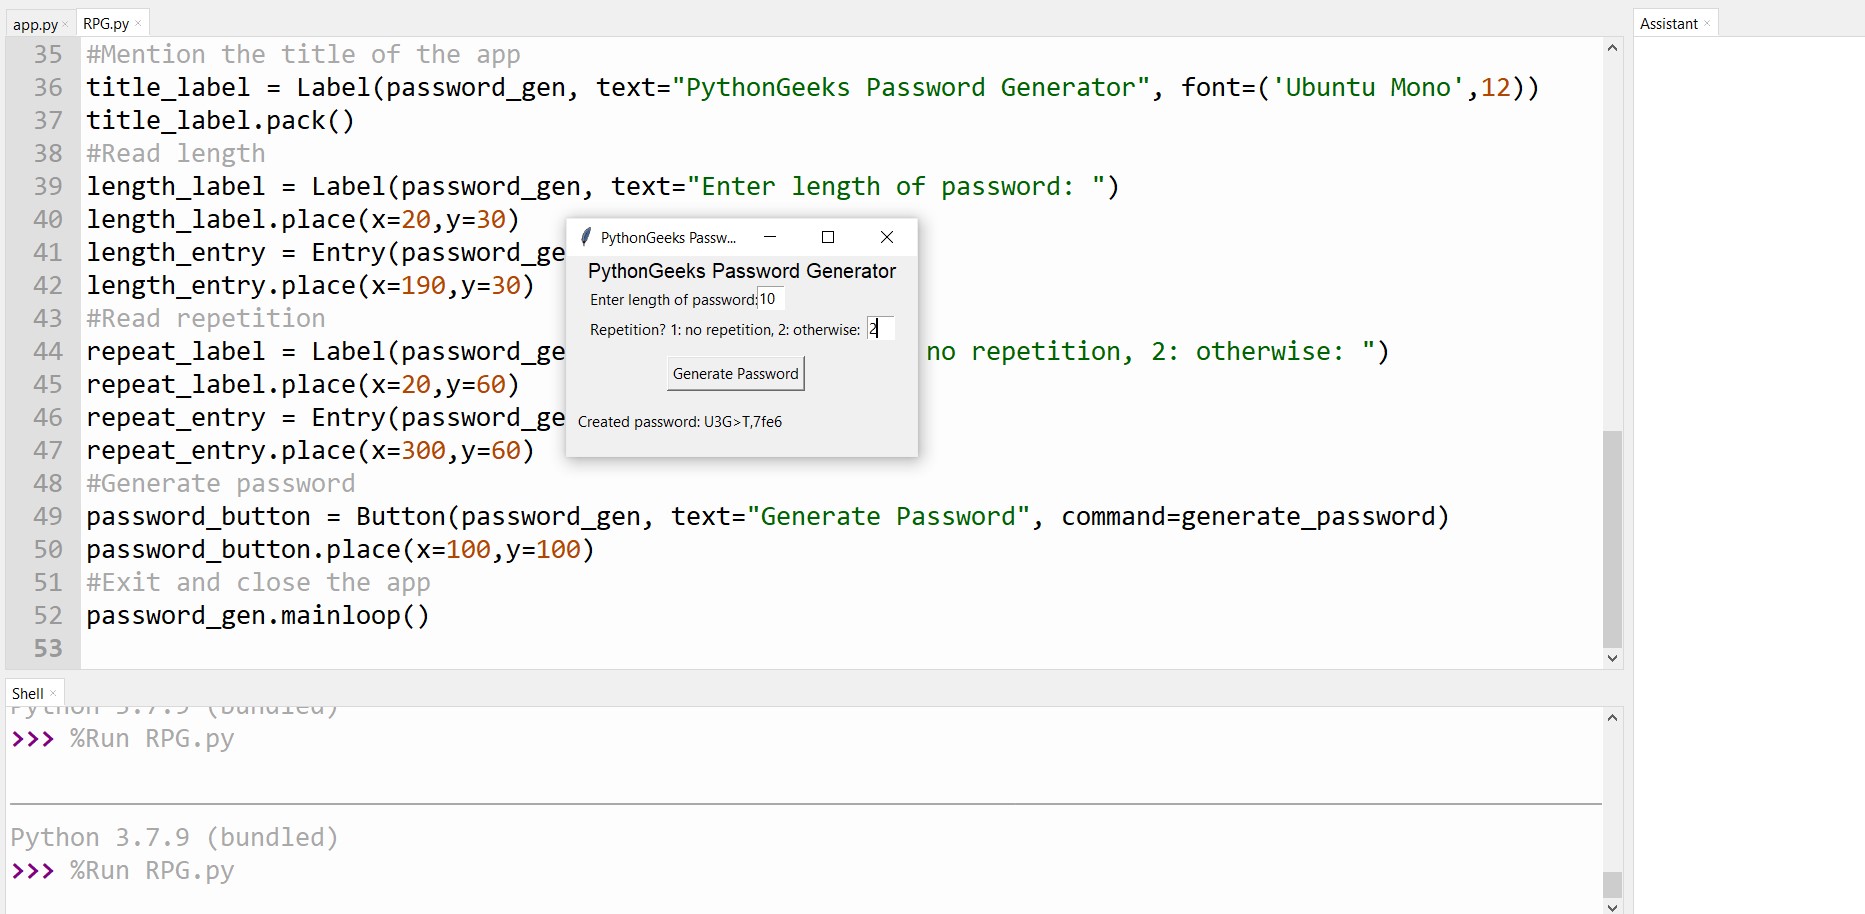 app.py × RPG.py ×
Assistant ×
35 #Mention the title of the app
36 title_label = Label(password_gen, text="PythonGeeks Password Generator", font=('Ubuntu Mono',12))
37 title_label.pack()
38 #Read length
39 length_label = Label(password_gen, text="Enter length of password: ")
40 length_label.place(x=20,y=30)
41 length_entry = Entry(password_ge
42 length_entry.place(x=190,y=30)
43 #Read repetition
44 repeat_label = Label(password_ge no repetition, 2: otherwise: ")
45 repeat_label.place(x=20,y=60)
46 repeat_entry = Entry(password_ge
47 repeat_entry.place(x=300,y=60)
48 #Generate password
49 password_button = Button(password_gen, text="Generate Password", command=generate_password)
50 password_button.place(x=100,y=100)
51 #Exit and close the app
52 password_gen.mainloop()
53
PythonGeeks Passw...
PythonGeeks Password Generator
Enter length of password: 10
Repetition? 1: no repetition, 2: otherwise: 2
Generate Password
Created password: U3G>T,7fe6
Shell ×
Python 3.7.9 (bundled)
>>> %Run RPG.py
Python 3.7.9 (bundled)
>>> %Run RPG.py